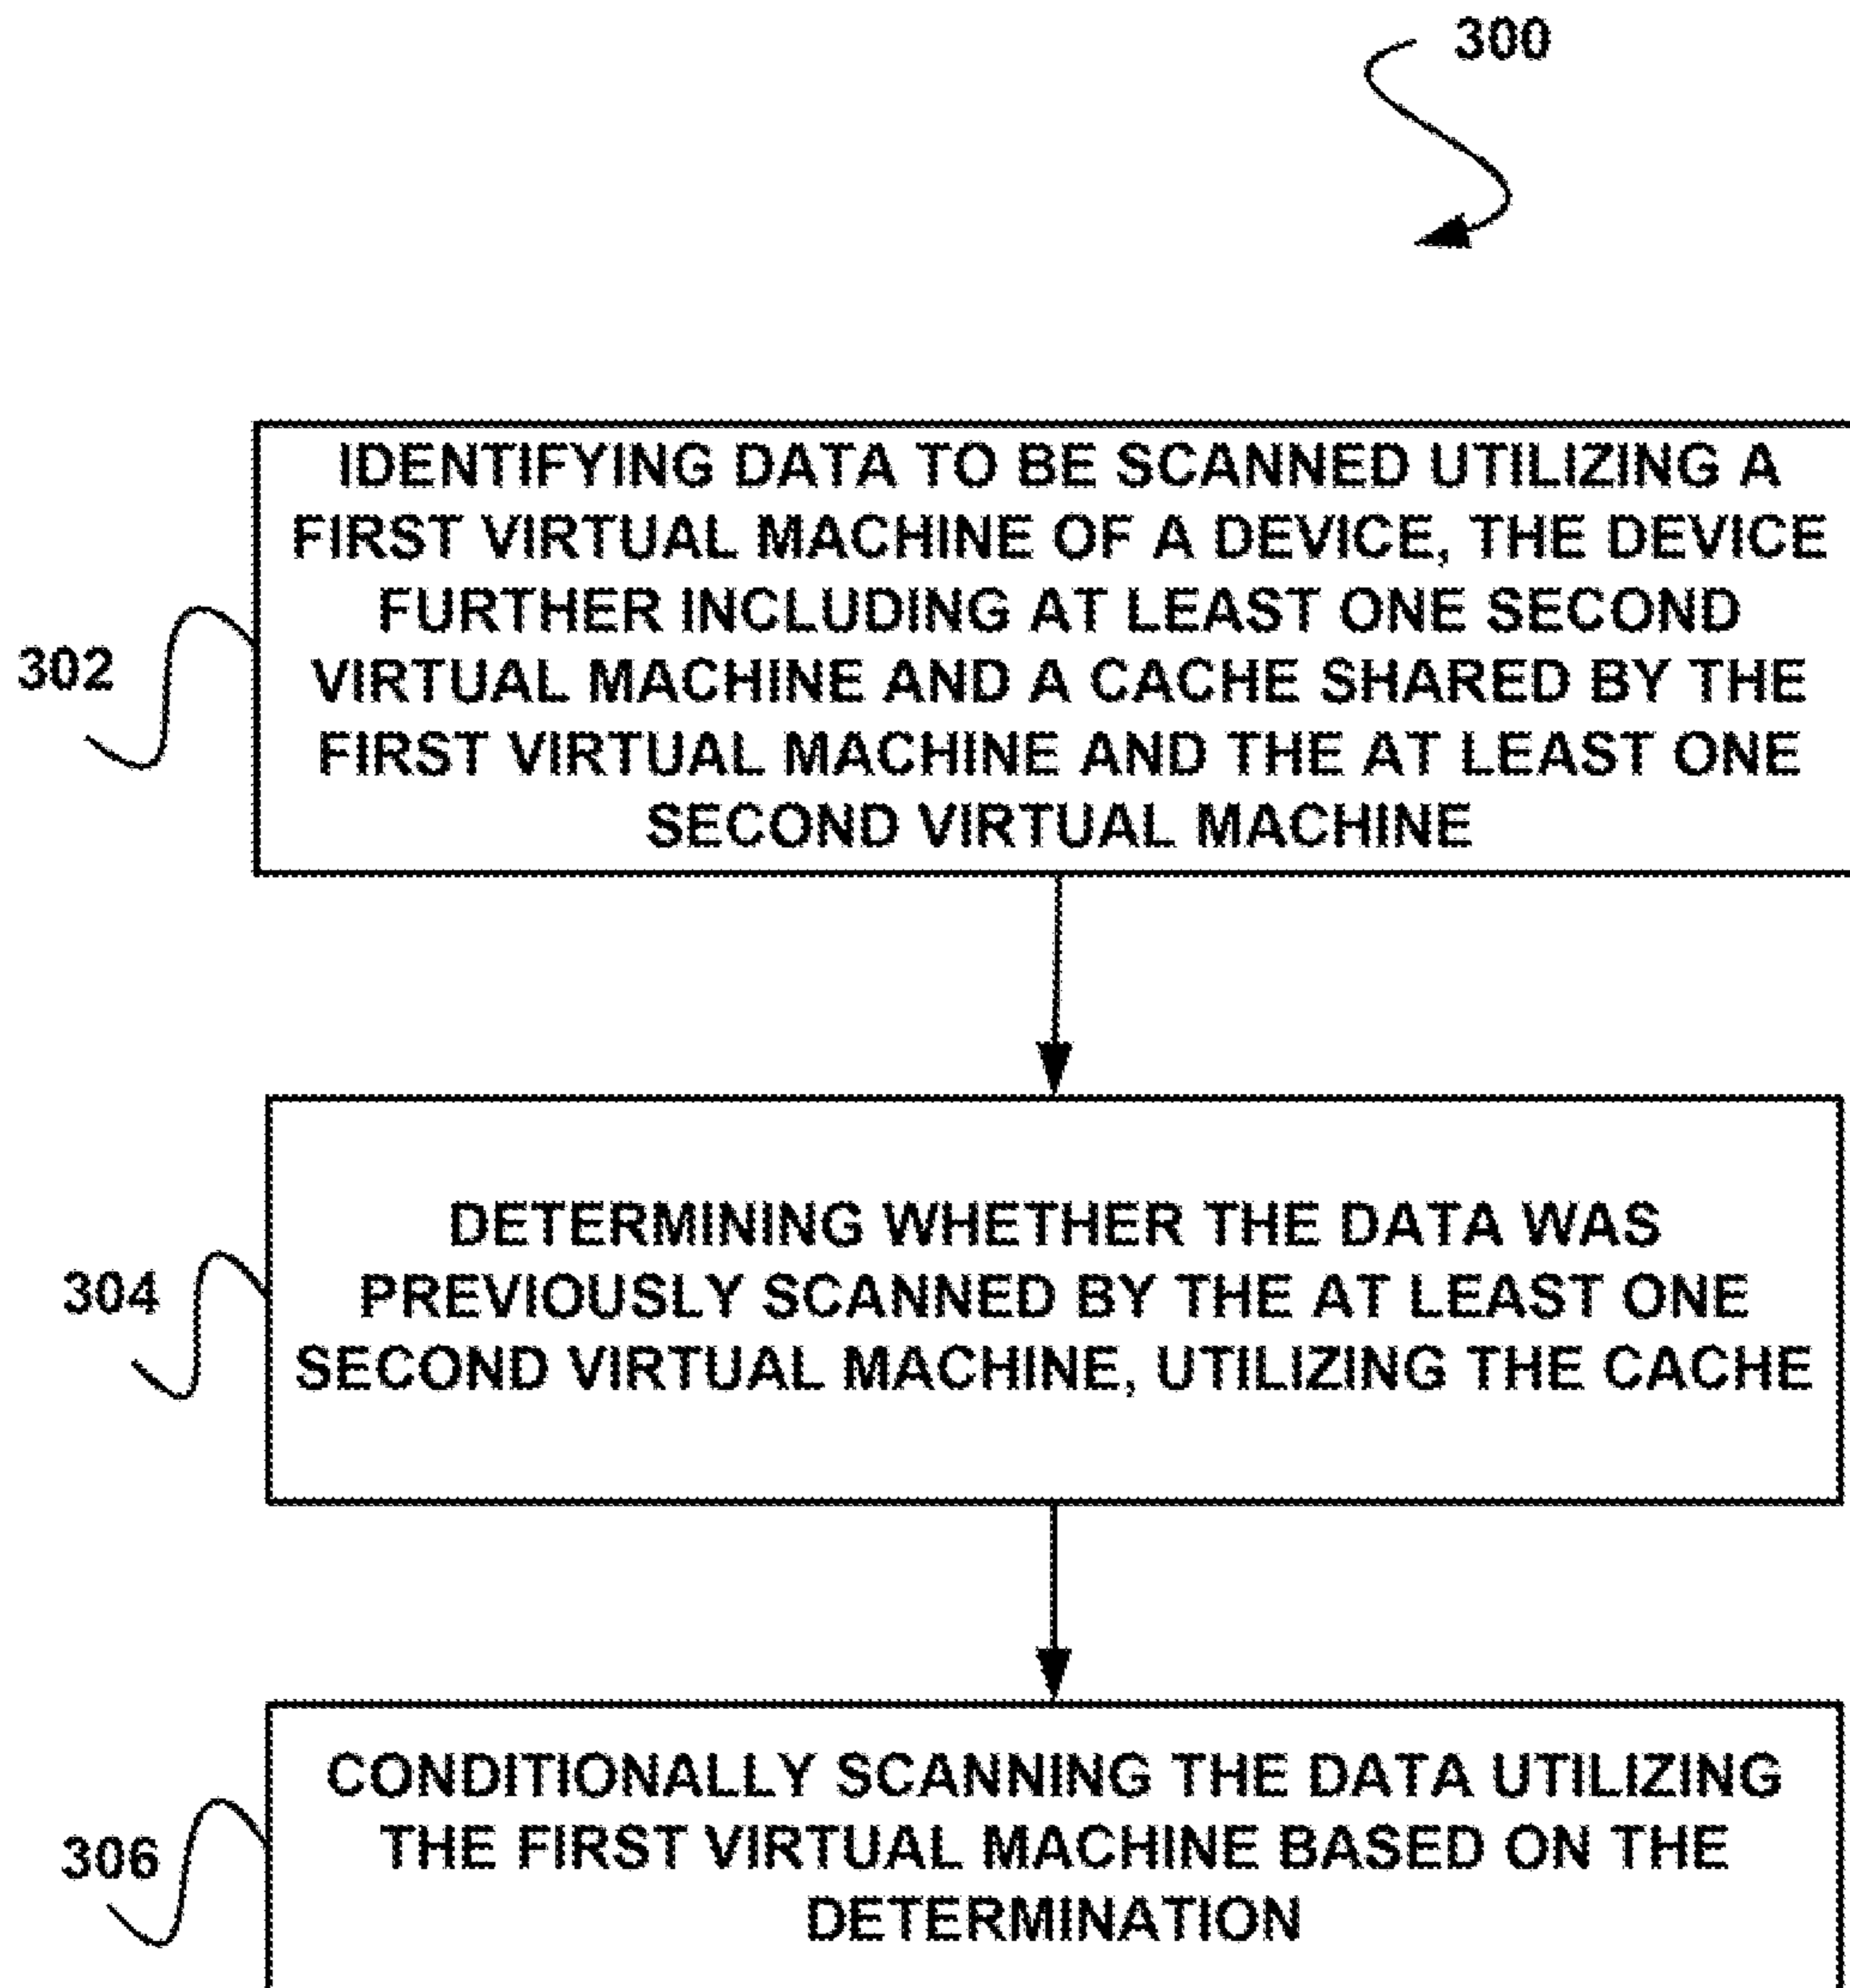 300
302
IDENTIFYING DATA TO BE SCANNED UTILIZING A
FIRST VIRTUAL MACHINE OF A DEVICE, THE DEVICE
FURTHER INCLUDING AT LEAST ONE SECOND
VIRTUAL MACHINE AND A CACHE SHARED BY THE
FIRST VIRTUAL MACHINE AND THE AT LEAST ONE
SECOND VIRTUAL MACHINE
304
DETERMINING WHETHER THE DATA WAS
PREVIOUSLY SCANNED BY THE AT LEAST ONE
SECOND VIRTUAL MACHINE, UTILIZING THE CACHE
306
CONDITIONALLY SCANNING THE DATA UTILIZING
THE FIRST VIRTUAL MACHINE BASED ON THE
DETERMINATION